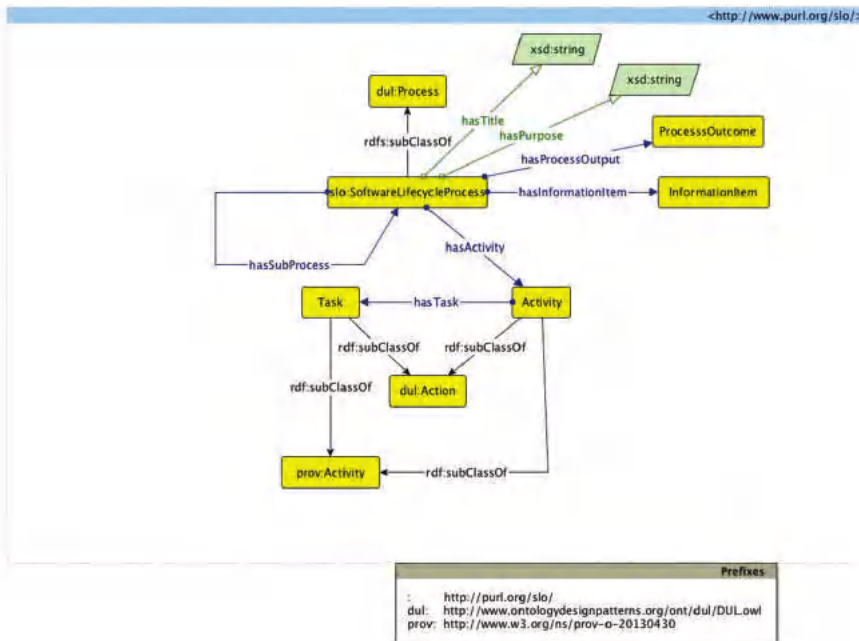 <http://www.purl.org/slo/>
xsd:string
xsd:string
dul:Process
hasTitle
hasPurpose
ProcesssOutcome
rdfs:subClassOf
hasProcessOutput
slo:SoftwareLifecycleProcess
hasInformationItem
InformationItem
hasActivity
hasSubProcess
Task
hasTask
Activity
rdf:subClassOf
rdf:subClassOf
rdf:subClassOf
dul:Action
prov:Activity
rdf:subClassOf
Prefixes
: http://purl.org/slo/
dul: http://www.ontologydesignpatterns.org/ont/dul/DUL.owl
prov: http://www.w3.org/ns/prov-o-20130430